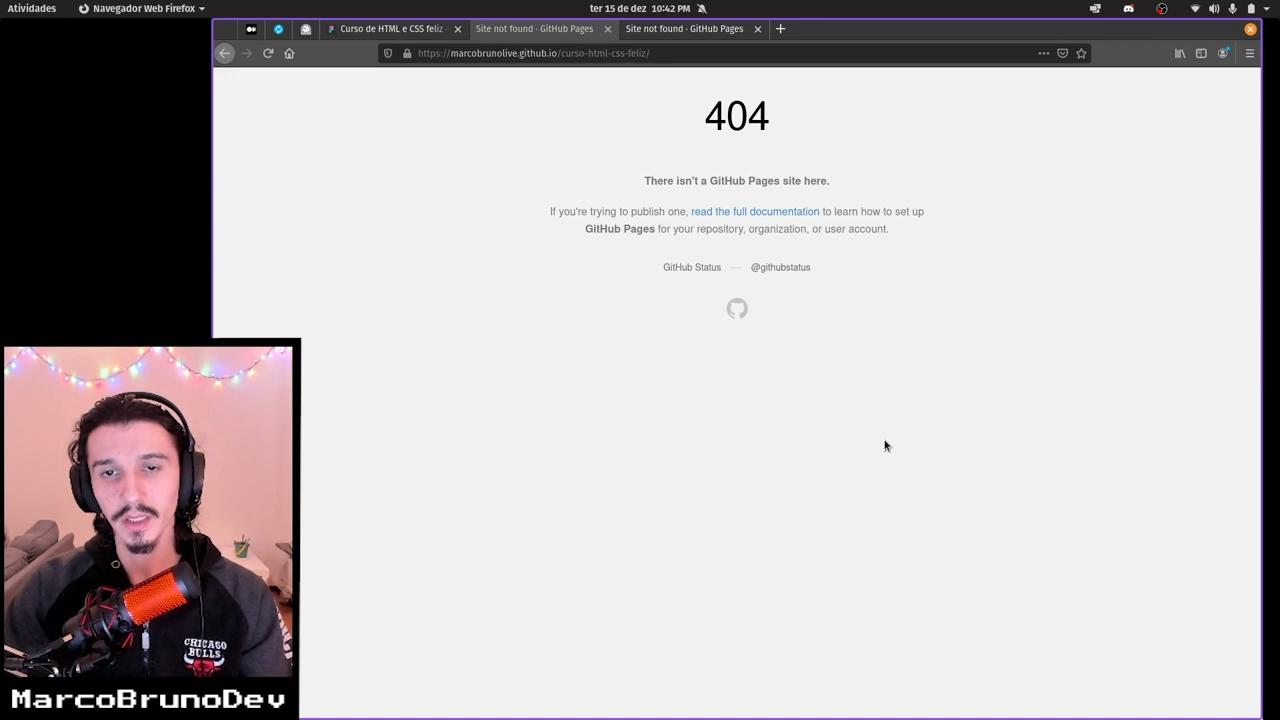 Atividades
Navegador Web Firefox
ter 15 de dez 10:42 PM
Curso de HTML e CSS feliz
Site not found · GitHub Pages
Site not found · GitHub Pages
https://marcobrunolive.github.io/curso-html-css-feliz/
404
There isn't a GitHub Pages site here.
If you're trying to publish one, read the full documentation to learn how to set up
GitHub Pages for your repository, organization, or user account.
GitHub Status — @githubstatus
CHICAGO
BULLS
MarcoBrunoDev